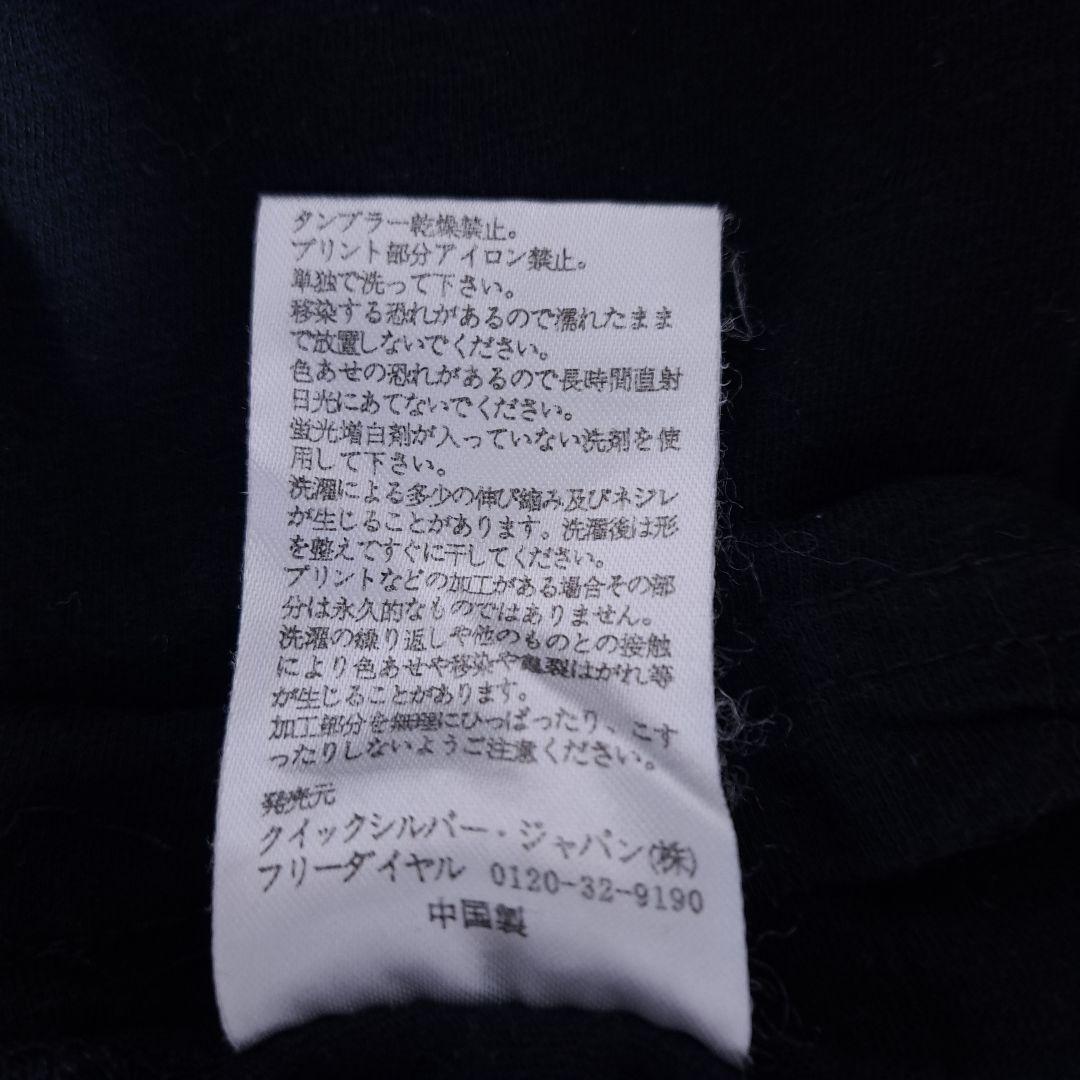 タンブラー乾燥禁止。
プリント部分アイロン禁止。
単独で洗って下さい。
移染する恐れがあるので濡れたまま
で放置しないでください。
色あせの恐れがあるので長時間直射
日光にあてないでください。
蛍光増白剤が入っていない洗剤を使
用して下さい。
洗濯による多少の伸び縮み及びネジレ
が生じることがあります。洗濯後は形
を整えてすぐに干してください。
プリントなどの加工がある場合その部
分は永久的なものではありません。
洗濯の繰り返しや他のものとの接触
により色あせや移染や亀裂はがれ等
が生じることがあります。
加工部分を無理にひっぱったり、こす
ったりしないようご注意ください。
発売元
クイックシルバー・ジャパン(株)
フリーダイヤル 0120-32-9190
中国製